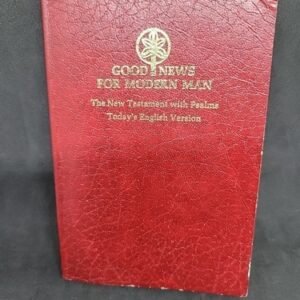 GOOD NEWS
FOR MODERN MAN
The New Testament with Psalms
Today's English Version